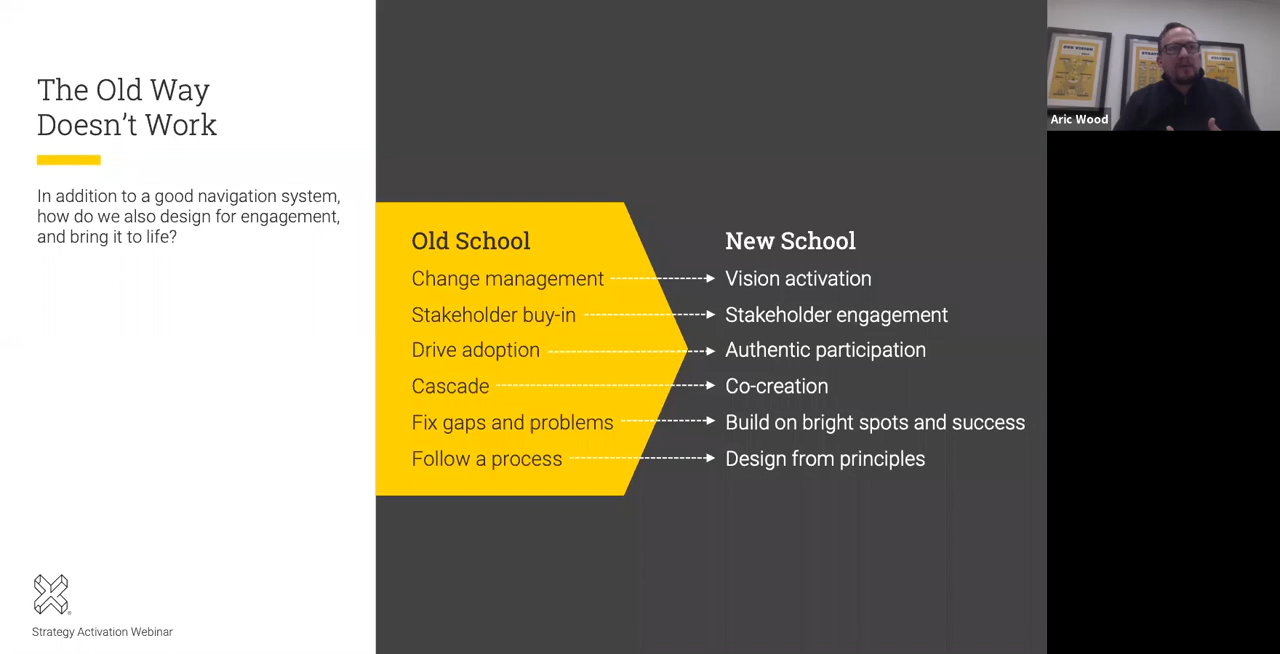 The Old Way
Doesn't Work
In addition to a good navigation system,
how do we also design for engagement,
and bring it to life?
Old School
New School
Change management
Vision activation
Stakeholder buy-in
Stakeholder engagement
Drive adoption
Authentic participation
Cascade
Co-creation
Fix gaps and problems
Build on bright spots and success
Follow a process
Design from principles
Strategy Activation Webinar
Aric Wood